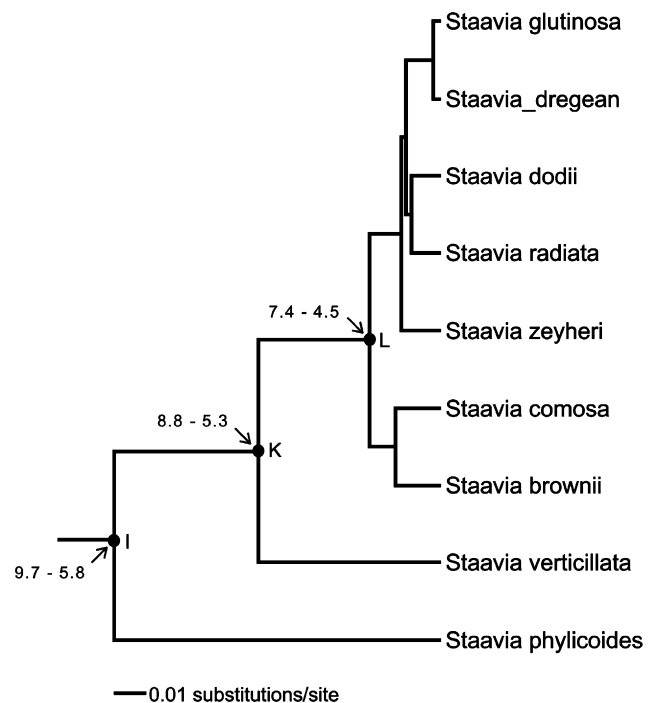 Staavia glutinosa
Staavia_dregean
Staavia dodii
Staavia radiata
7.4 - 4.5
L
Staavia zeyheri
Staavia comosa
8.8 - 5.3
K
Staavia brownii
I
9.7 - 5.8
Staavia verticillata
Staavia phylicoides
0.01 substitutions/site